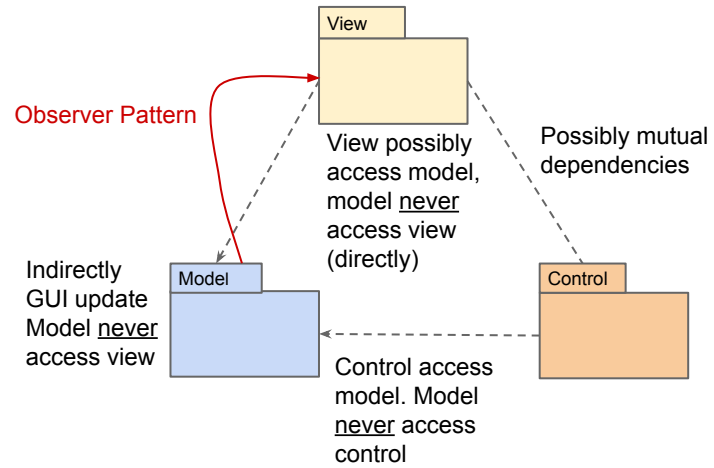 View
Observer Pattern
View possibly
access model,
model never
access view
(directly)
Possibly mutual
dependencies
Indirectly
GUI update
Model never
access view
Model
Control
Control access
model. Model
never access
control